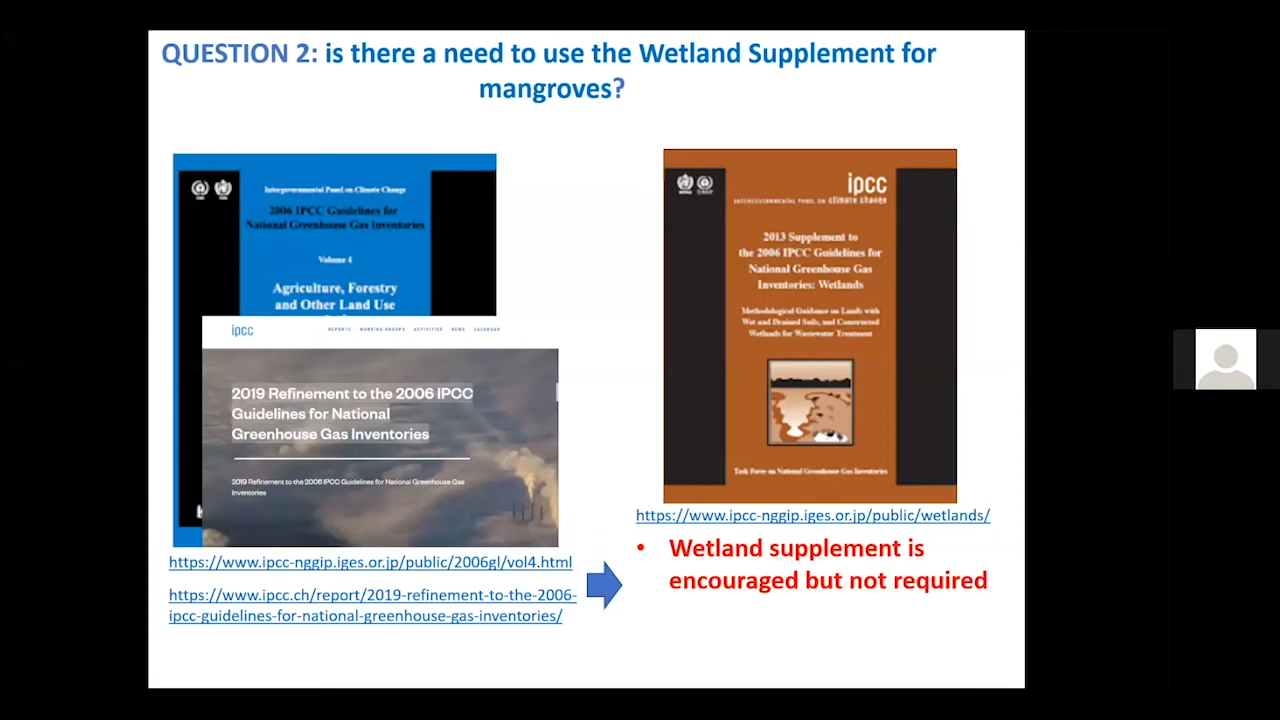 QUESTION 2: is there a need to use the Wetland Supplement for
mangroves?
Intergovernmental Panel on Climate Change
2006 IPCC Guidelines for
National Greenhouse Gas Inventories
Volume 4
Agriculture, Forestry
and Other Land Use
ipcc
REPORTS WORKING GROUPS ACTIVITIES NEWS CALENDAR
2019 Refinement to the 2006 IPCC
Guidelines for National
Greenhouse Gas Inventories
2019 Refinement to the 2006 IPCC Guidelines for National Greenhouse Gas
Inventories
https://www.ipcc-nggip.iges.or.jp/public/2006gl/vol4.html
https://www.ipcc.ch/report/2019-refinement-to-the-2006-
ipcc-guidelines-for-national-greenhouse-gas-inventories/
ipcc
INTERGOVERNMENTAL PANEL ON climate change
2013 Supplement to
the 2006 IPCC Guidelines for
National Greenhouse Gas
Inventories: Wetlands
Methodological Guidance on Lands with
Wet and Drained Soils, and Constructed
Wetlands for Wastewater Treatment
Task Force on National Greenhouse Gas Inventories
https://www.ipcc-nggip.iges.or.jp/public/wetlands/
• Wetland supplement is
encouraged but not required